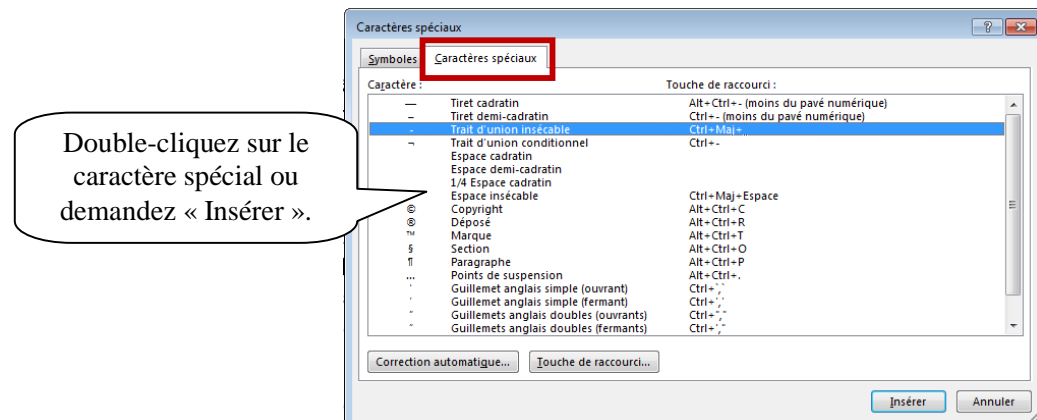 Caractères spéciaux
Symboles Caractères spéciaux
Caractère : Touche de raccourci :
— Tiret cadratin Alt+Ctrl+- (moins du pavé numérique)
– Tiret demi-cadratin Ctrl+- (moins du pavé numérique)
- Trait d'union insécable Ctrl+Maj+_
¬ Trait d'union conditionnel Ctrl+-
Espace cadratin
Espace demi-cadratin
1/4 Espace cadratin
Espace insécable Ctrl+Maj+Espace
© Copyright Alt+Ctrl+C
® Déposé Alt+Ctrl+R
™ Marque Alt+Ctrl+T
§ Section Alt+Ctrl+O
¶ Paragraphe Alt+Ctrl+P
... Points de suspension Alt+Ctrl+.
‘ Guillemet anglais simple (ouvrant) Ctrl+`,`
’ Guillemet anglais simple (fermant) Ctrl+','
“ Guillemets anglais doubles (ouvrants) Ctrl+`,"
” Guillemets anglais doubles (fermants) Ctrl+',"
Double-cliquez sur le
caractère spécial ou
demandez « Insérer ».
Correction automatique... Touche de raccourci...
Insérer Annuler